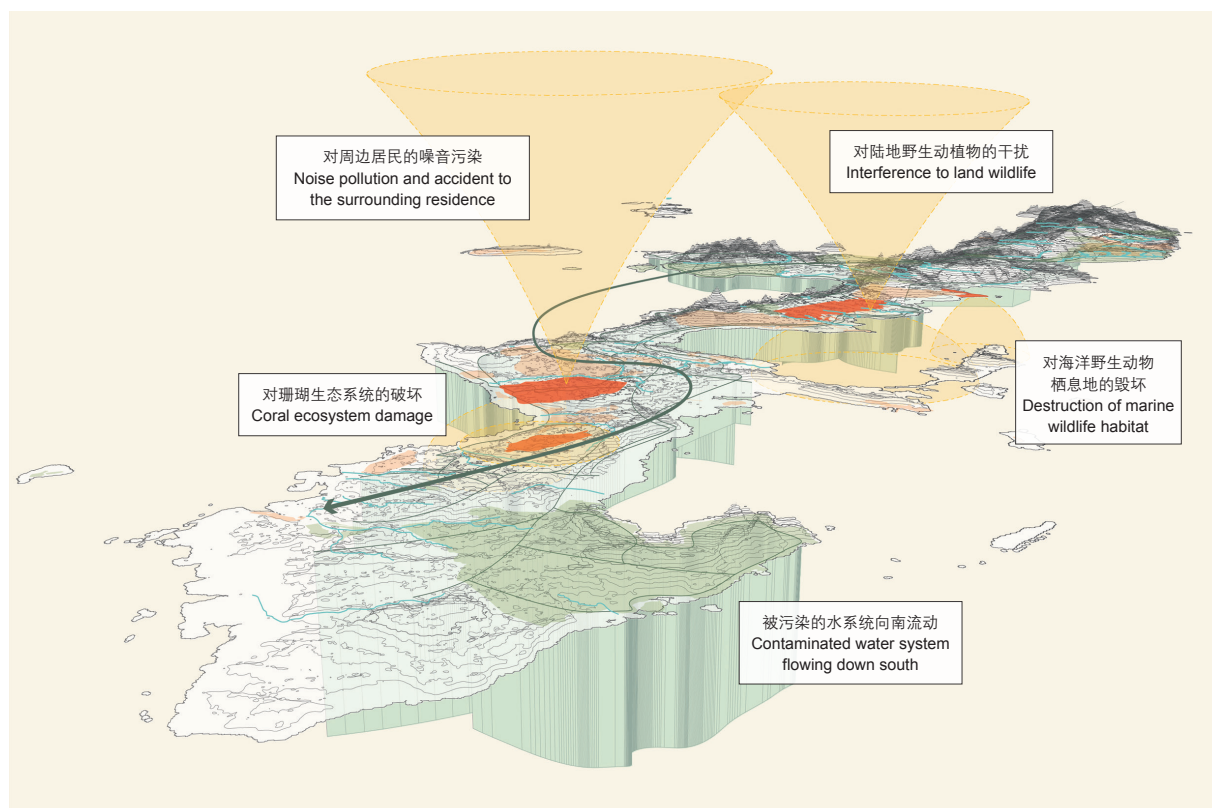 对周边居民的噪音污染
Noise pollution and accident to
the surrounding residence
对陆地野生动植物的干扰
Interference to land wildlife
对珊瑚生态系统的破坏
Coral ecosystem damage
对海洋野生动物
栖息地的毁坏
Destruction of marine
wildlife habitat
被污染的水系统向南流动
Contaminated water system
flowing down south